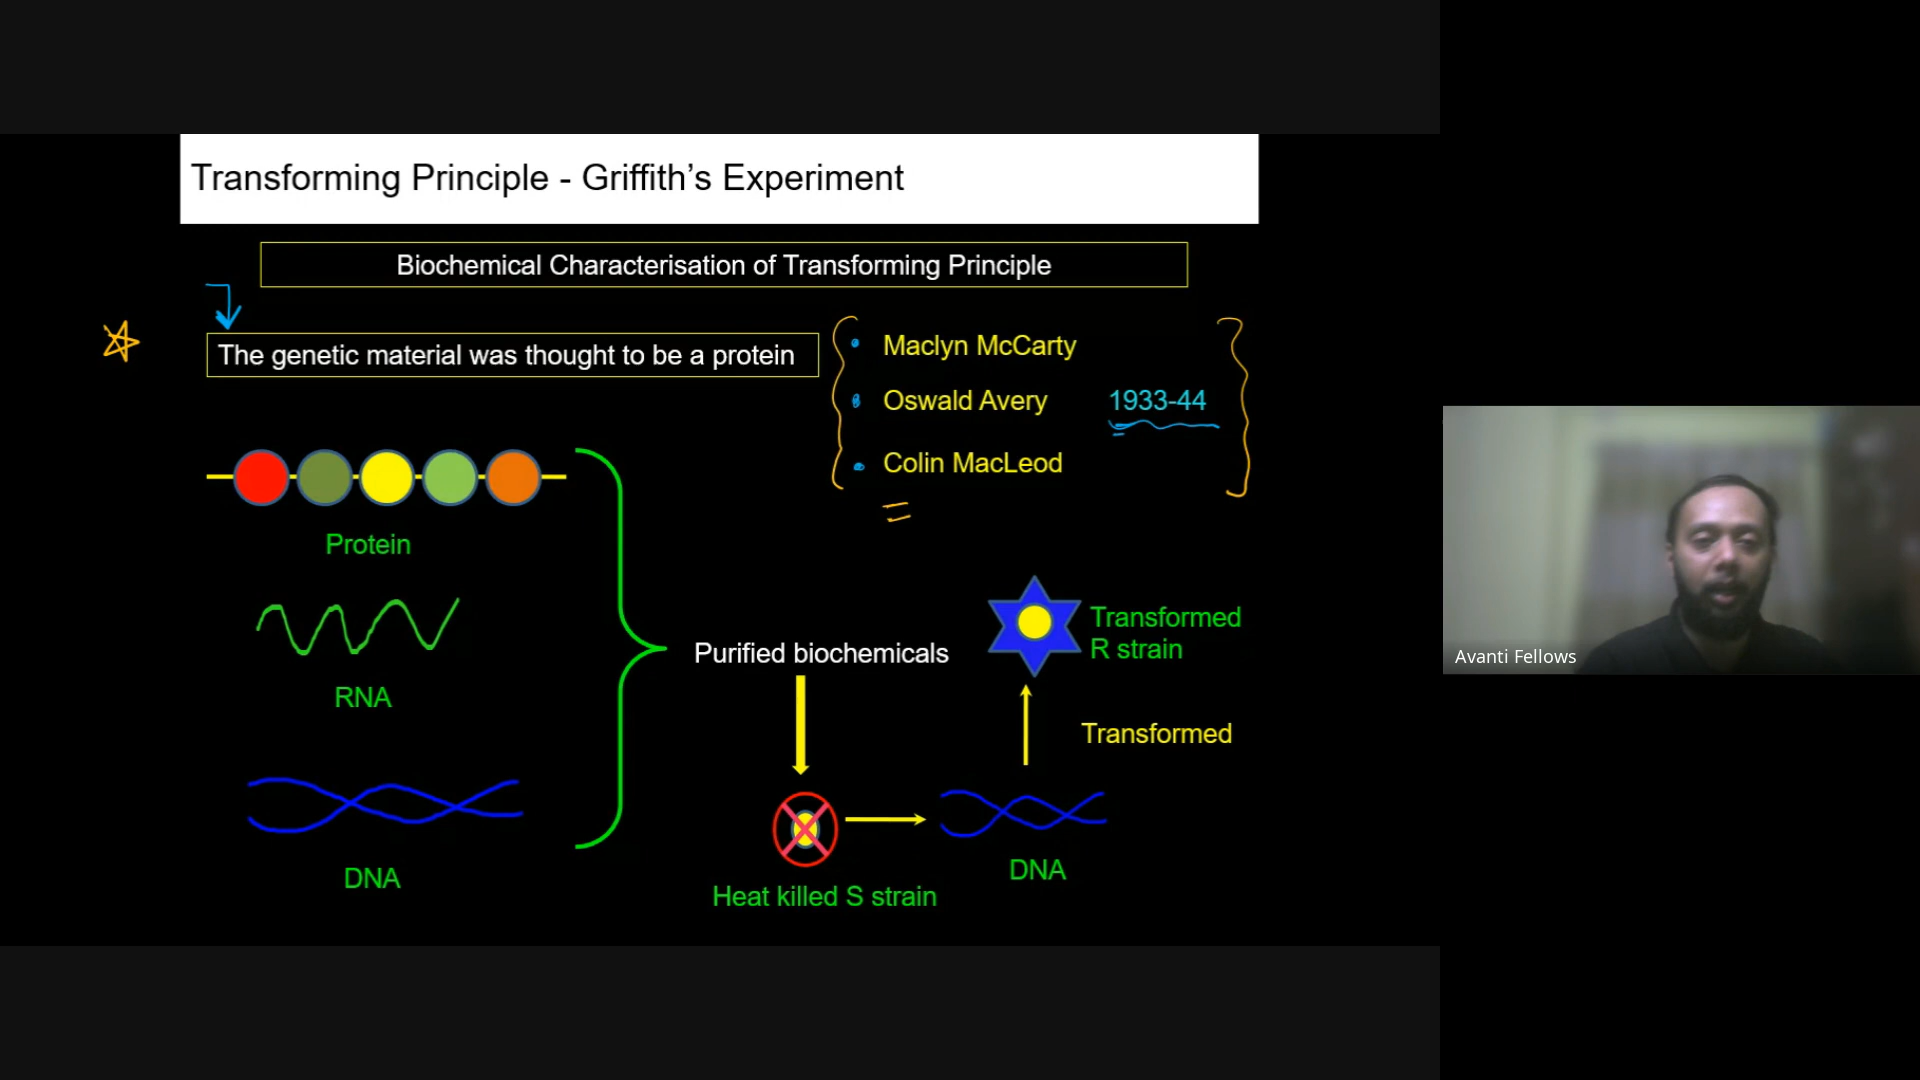 Transforming Principle - Griffith's Experiment
Biochemical Characterisation of Transforming Principle
The genetic material was thought to be a protein
Maclyn McCarty
Oswald Avery 1933-44
Colin MacLeod
Protein
RNA
DNA
Purified biochemicals
Transformed
R strain
Transformed
Heat killed S strain
DNA
Avanti Fellows